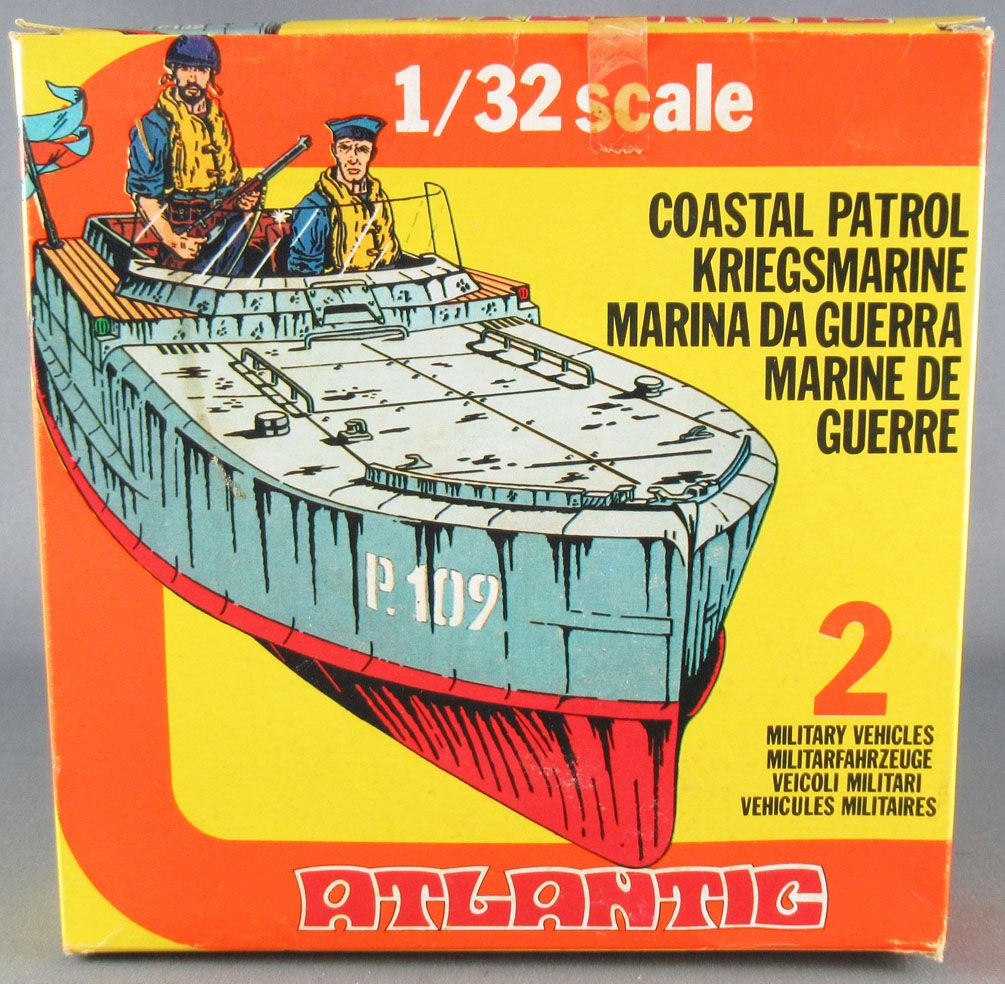 1/32 scale
COASTAL PATROL
KRIEGSMARINE
MARINA DA GUERRA
MARINE DE
GUERRE
P.109
2
MILITARY VEHICLES
MILITARFAHRZEUGE
VEICOLI MILITARI
VEHICULES MILITAIRES
ATLANTIC